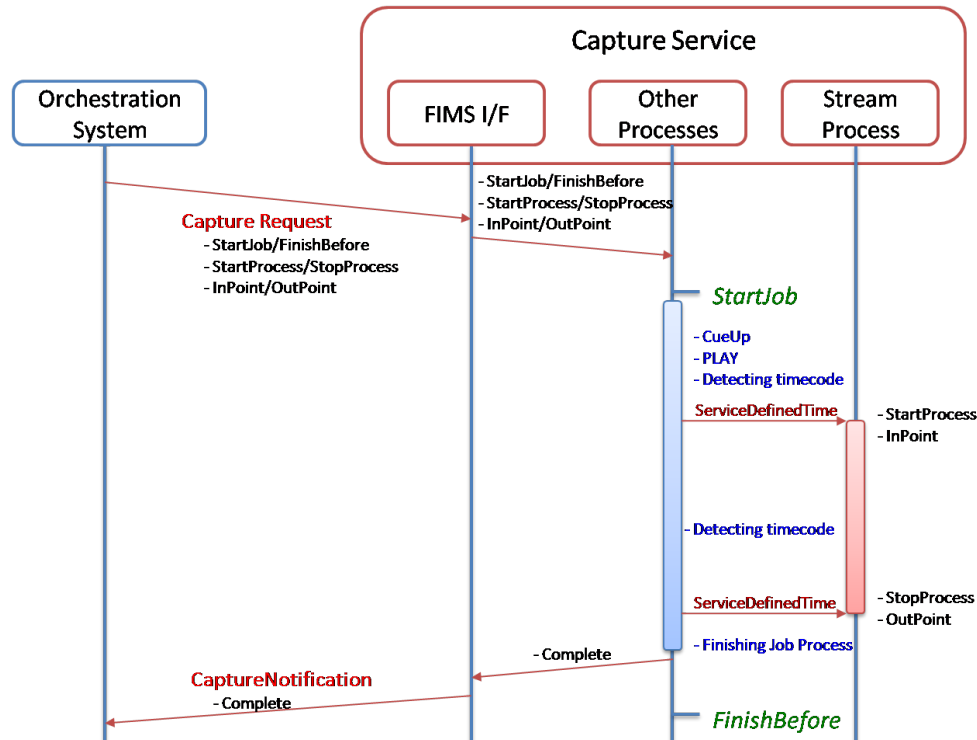 Capture Service
Orchestration
System
FIMS I/F
Other
Processes
Stream
Process
- StartJob/FinishBefore
- StartProcess/StopProcess
- InPoint/OutPoint
Capture Request
- StartJob/FinishBefore
- StartProcess/StopProcess
- InPoint/OutPoint
StartJob
- CueUp
- PLAY
- Detecting timecode
ServiceDefinedTime
- StartProcess
- InPoint
- Detecting timecode
ServiceDefinedTime
- StopProcess
- OutPoint
- Finishing Job Process
- Complete
CaptureNotification
- Complete
FinishBefore